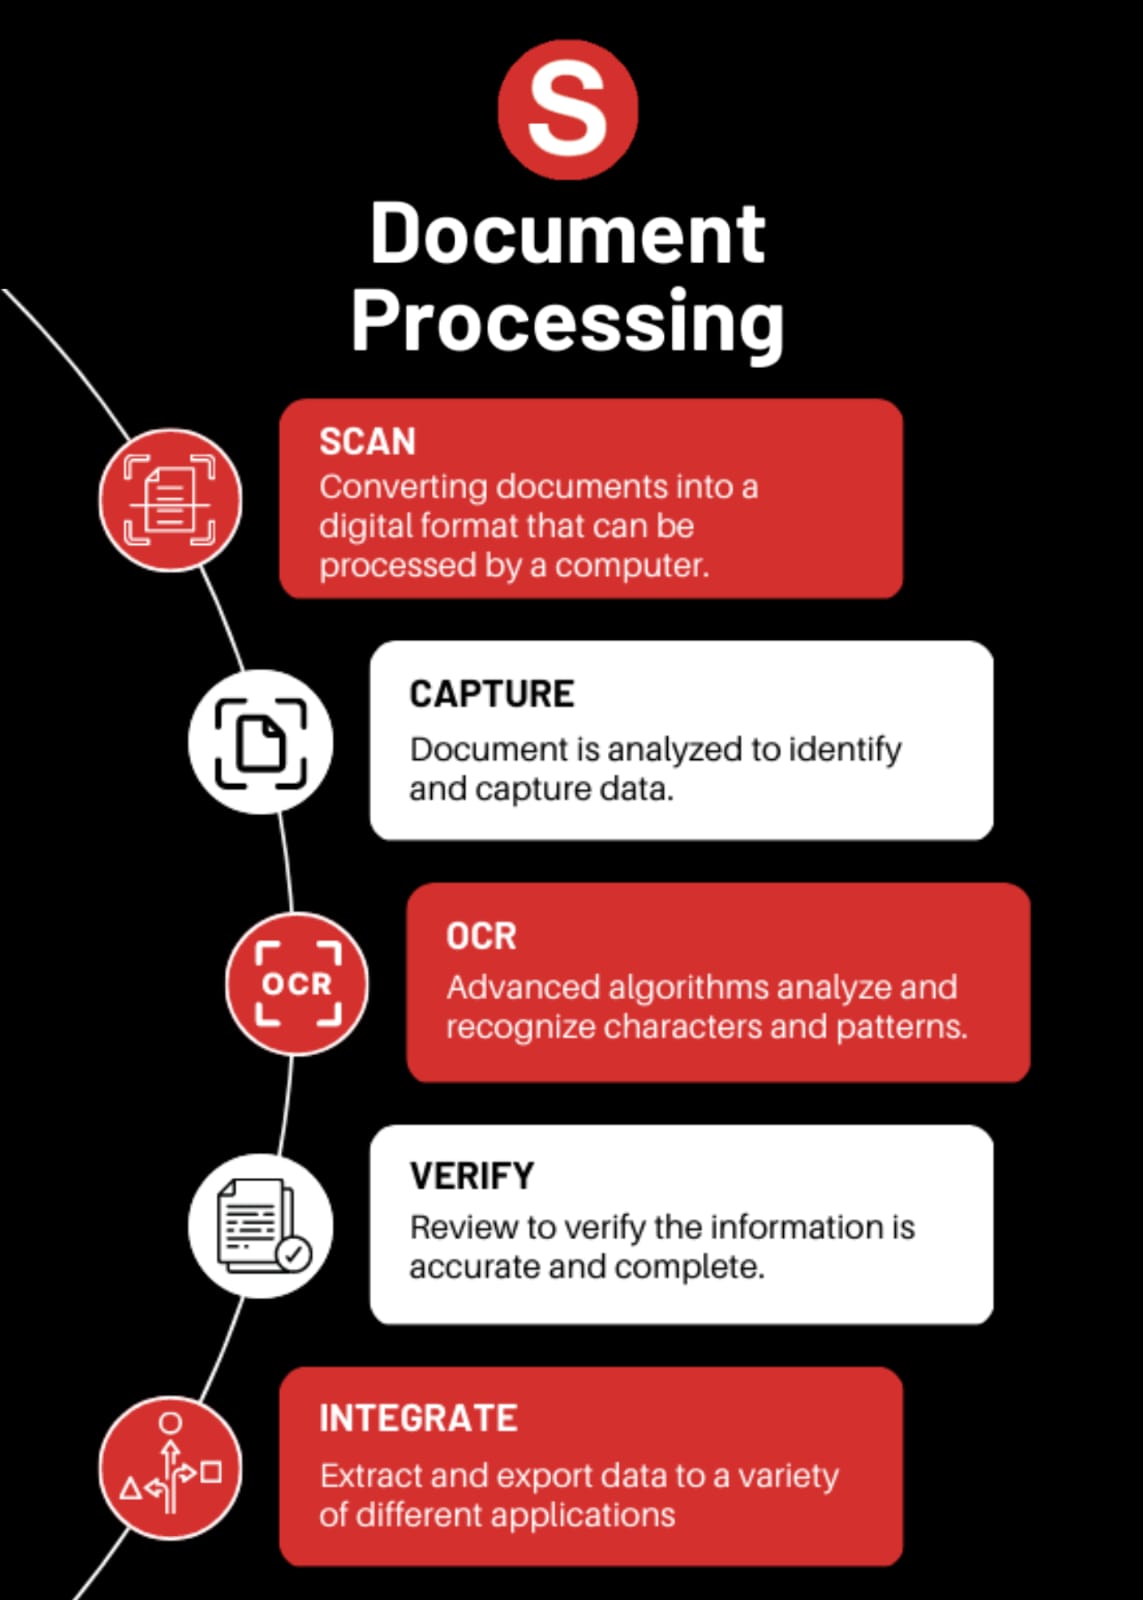 S
Document
Processing
SCAN
Converting documents into a
digital format that can be
processed by a computer.
CAPTURE
Document is analyzed to identify
and capture data.
OCR
OCR
Advanced algorithms analyze and
recognize characters and patterns.
VERIFY
Review to verify the information is
accurate and complete.
INTEGRATE
Extract and export data to a variety
of different applications